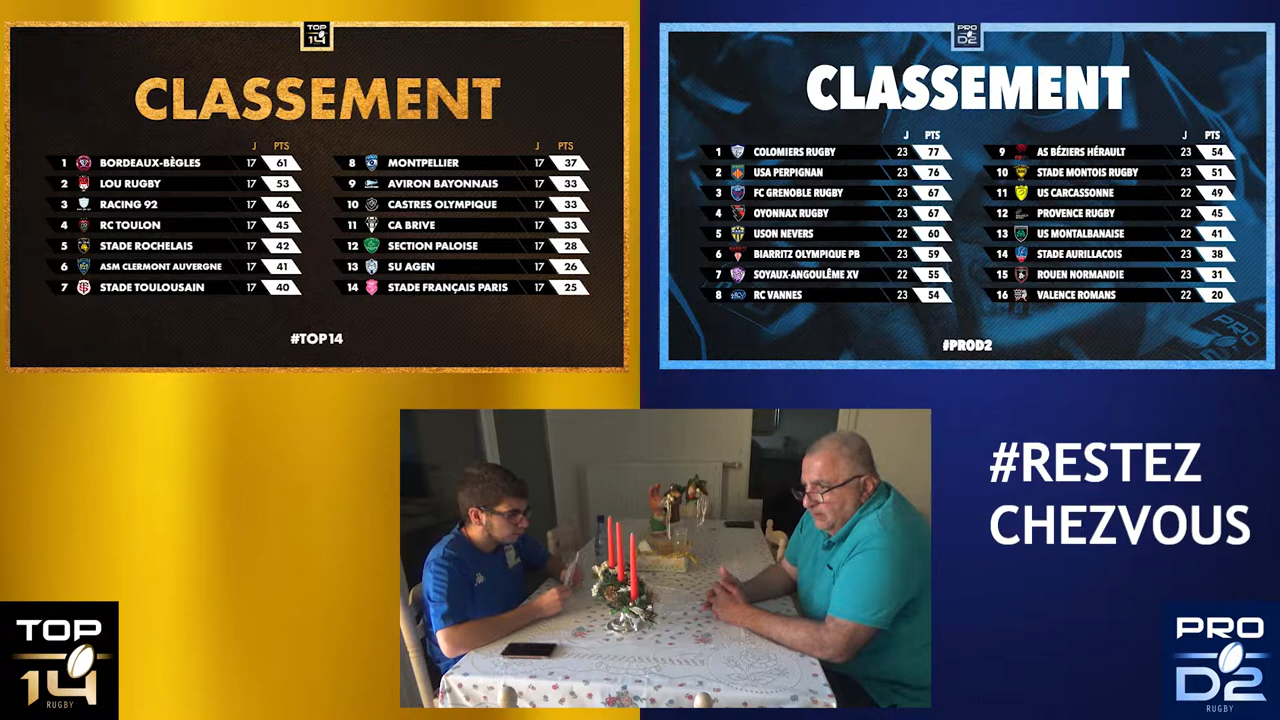 TOP
14
CLASSEMENT
J PTS
1 BORDEAUX-BÈGLES 17 61
2 LOU RUGBY 17 53
3 RACING 92 17 46
4 RC TOULON 17 45
5 STADE ROCHELAIS 17 42
6 ASM CLERMONT AUVERGNE 17 41
7 STADE TOULOUSAIN 17 40
J PTS
8 MONTPELLIER 17 37
9 AVIRON BAYONNAIS 17 33
10 CASTRES OLYMPIQUE 17 33
11 CA BRIVE 17 33
12 SECTION PALOISE 17 28
13 SU AGEN 17 26
14 STADE FRANÇAIS PARIS 17 25
#TOP14
PRO
D2
CLASSEMENT
J PTS
1 COLOMIERS RUGBY 23 77
2 USA PERPIGNAN 23 76
3 FC GRENOBLE RUGBY 23 67
4 OYONNAX RUGBY 23 67
5 USON NEVERS 22 60
6 BIARRITZ OLYMPIQUE PB 23 59
7 SOYAUX-ANGOULÊME XV 22 55
8 RC VANNES 23 54
J PTS
9 AS BÉZIERS HÉRAULT 23 54
10 STADE MONTOIS RUGBY 23 51
11 US CARCASSONNE 22 49
12 PROVENCE RUGBY 22 45
13 US MONTALBANAISE 22 41
14 STADE AURILLACOIS 23 38
15 ROUEN NORMANDIE 23 31
16 VALENCE ROMANS 22 20
PRO
#PROD2
#RESTEZ
CHEZVOUS
TOP
14
RUGBY
PRO
D2
RUGBY